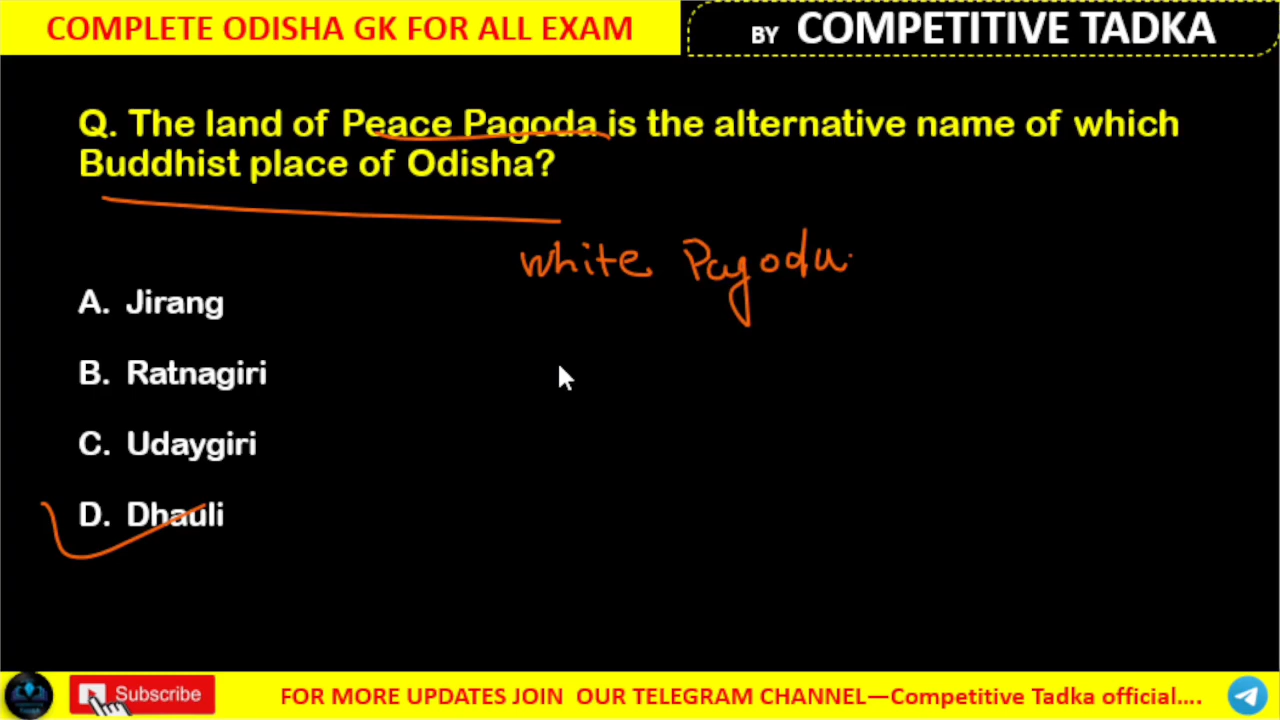 COMPLETE ODISHA GK FOR ALL EXAM
BY COMPETITIVE TADKA
Q. The land of Peace Pagoda is the alternative name of which
Buddhist place of Odisha?
white Pagoda.
A. Jirang
B. Ratnagiri
C. Udaygiri
D. Dhauli
Subscribe
FOR MORE UPDATES JOIN OUR TELEGRAM CHANNEL—Competitive Tadka official....